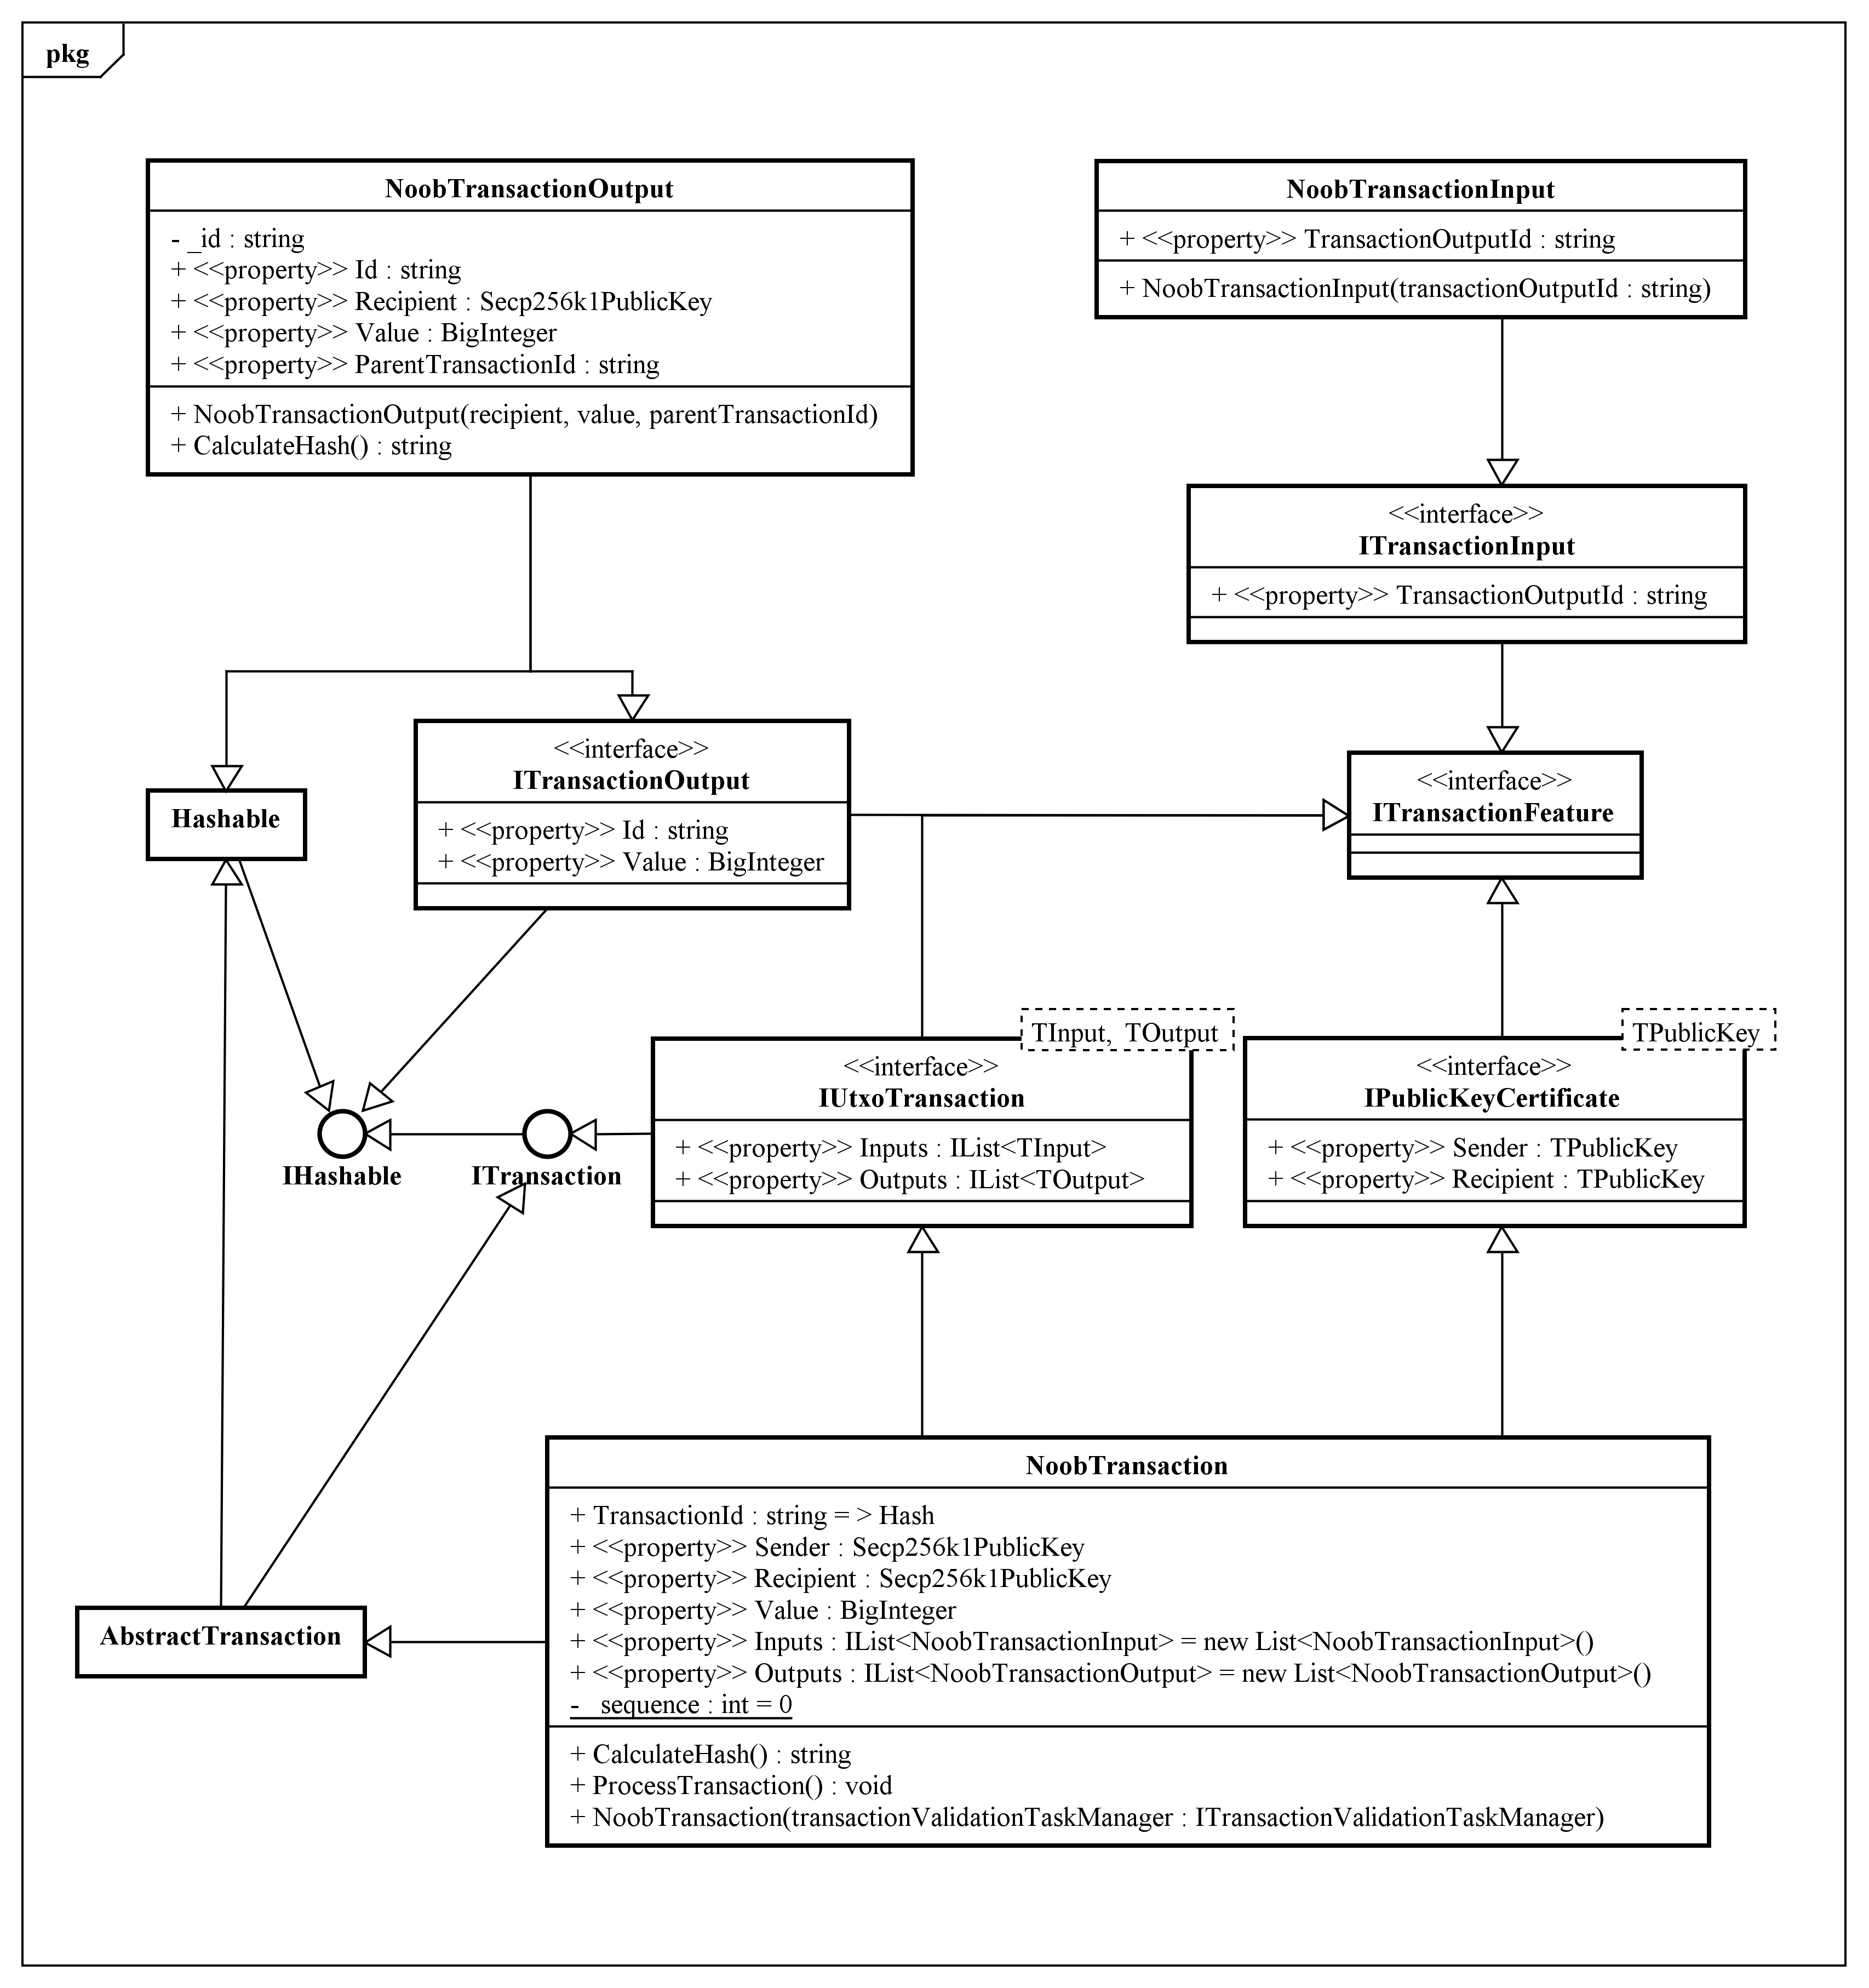 pkg
NoobTransactionOutput
- _id : string
+ <<property>> Id : string
+ <<property>> Recipient : Secp256k1PublicKey
+ <<property>> Value : BigInteger
+ <<property>> ParentTransactionId : string
+ NoobTransactionOutput(recipient, value, parentTransactionId)
+ CalculateHash() : string
NoobTransactionInput
+ <<property>> TransactionOutputId : string
+ NoobTransactionInput(transactionOutputId : string)
<<interface>>
ITransactionInput
+ <<property>> TransactionOutputId : string
Hashable
<<interface>>
ITransactionOutput
+ <<property>> Id : string
+ <<property>> Value : BigInteger
<<interface>>
ITransactionFeature
IHashable
ITransaction
TInput, TOutput
<<interface>>
IUtxoTransaction
+ <<property>> Inputs : IList<TInput>
+ <<property>> Outputs : IList<TOutput>
TPublicKey
<<interface>>
IPublicKeyCertificate
+ <<property>> Sender : TPublicKey
+ <<property>> Recipient : TPublicKey
AbstractTransaction
NoobTransaction
+ TransactionId : string = > Hash
+ <<property>> Sender : Secp256k1PublicKey
+ <<property>> Recipient : Secp256k1PublicKey
+ <<property>> Value : BigInteger
+ <<property>> Inputs : IList<NoobTransactionInput> = new List<NoobTransactionInput>()
+ <<property>> Outputs : IList<NoobTransactionOutput> = new List<NoobTransactionOutput>()
- _sequence : int = 0
+ CalculateHash() : string
+ ProcessTransaction() : void
+ NoobTransaction(transactionValidationTaskManager : ITransactionValidationTaskManager)